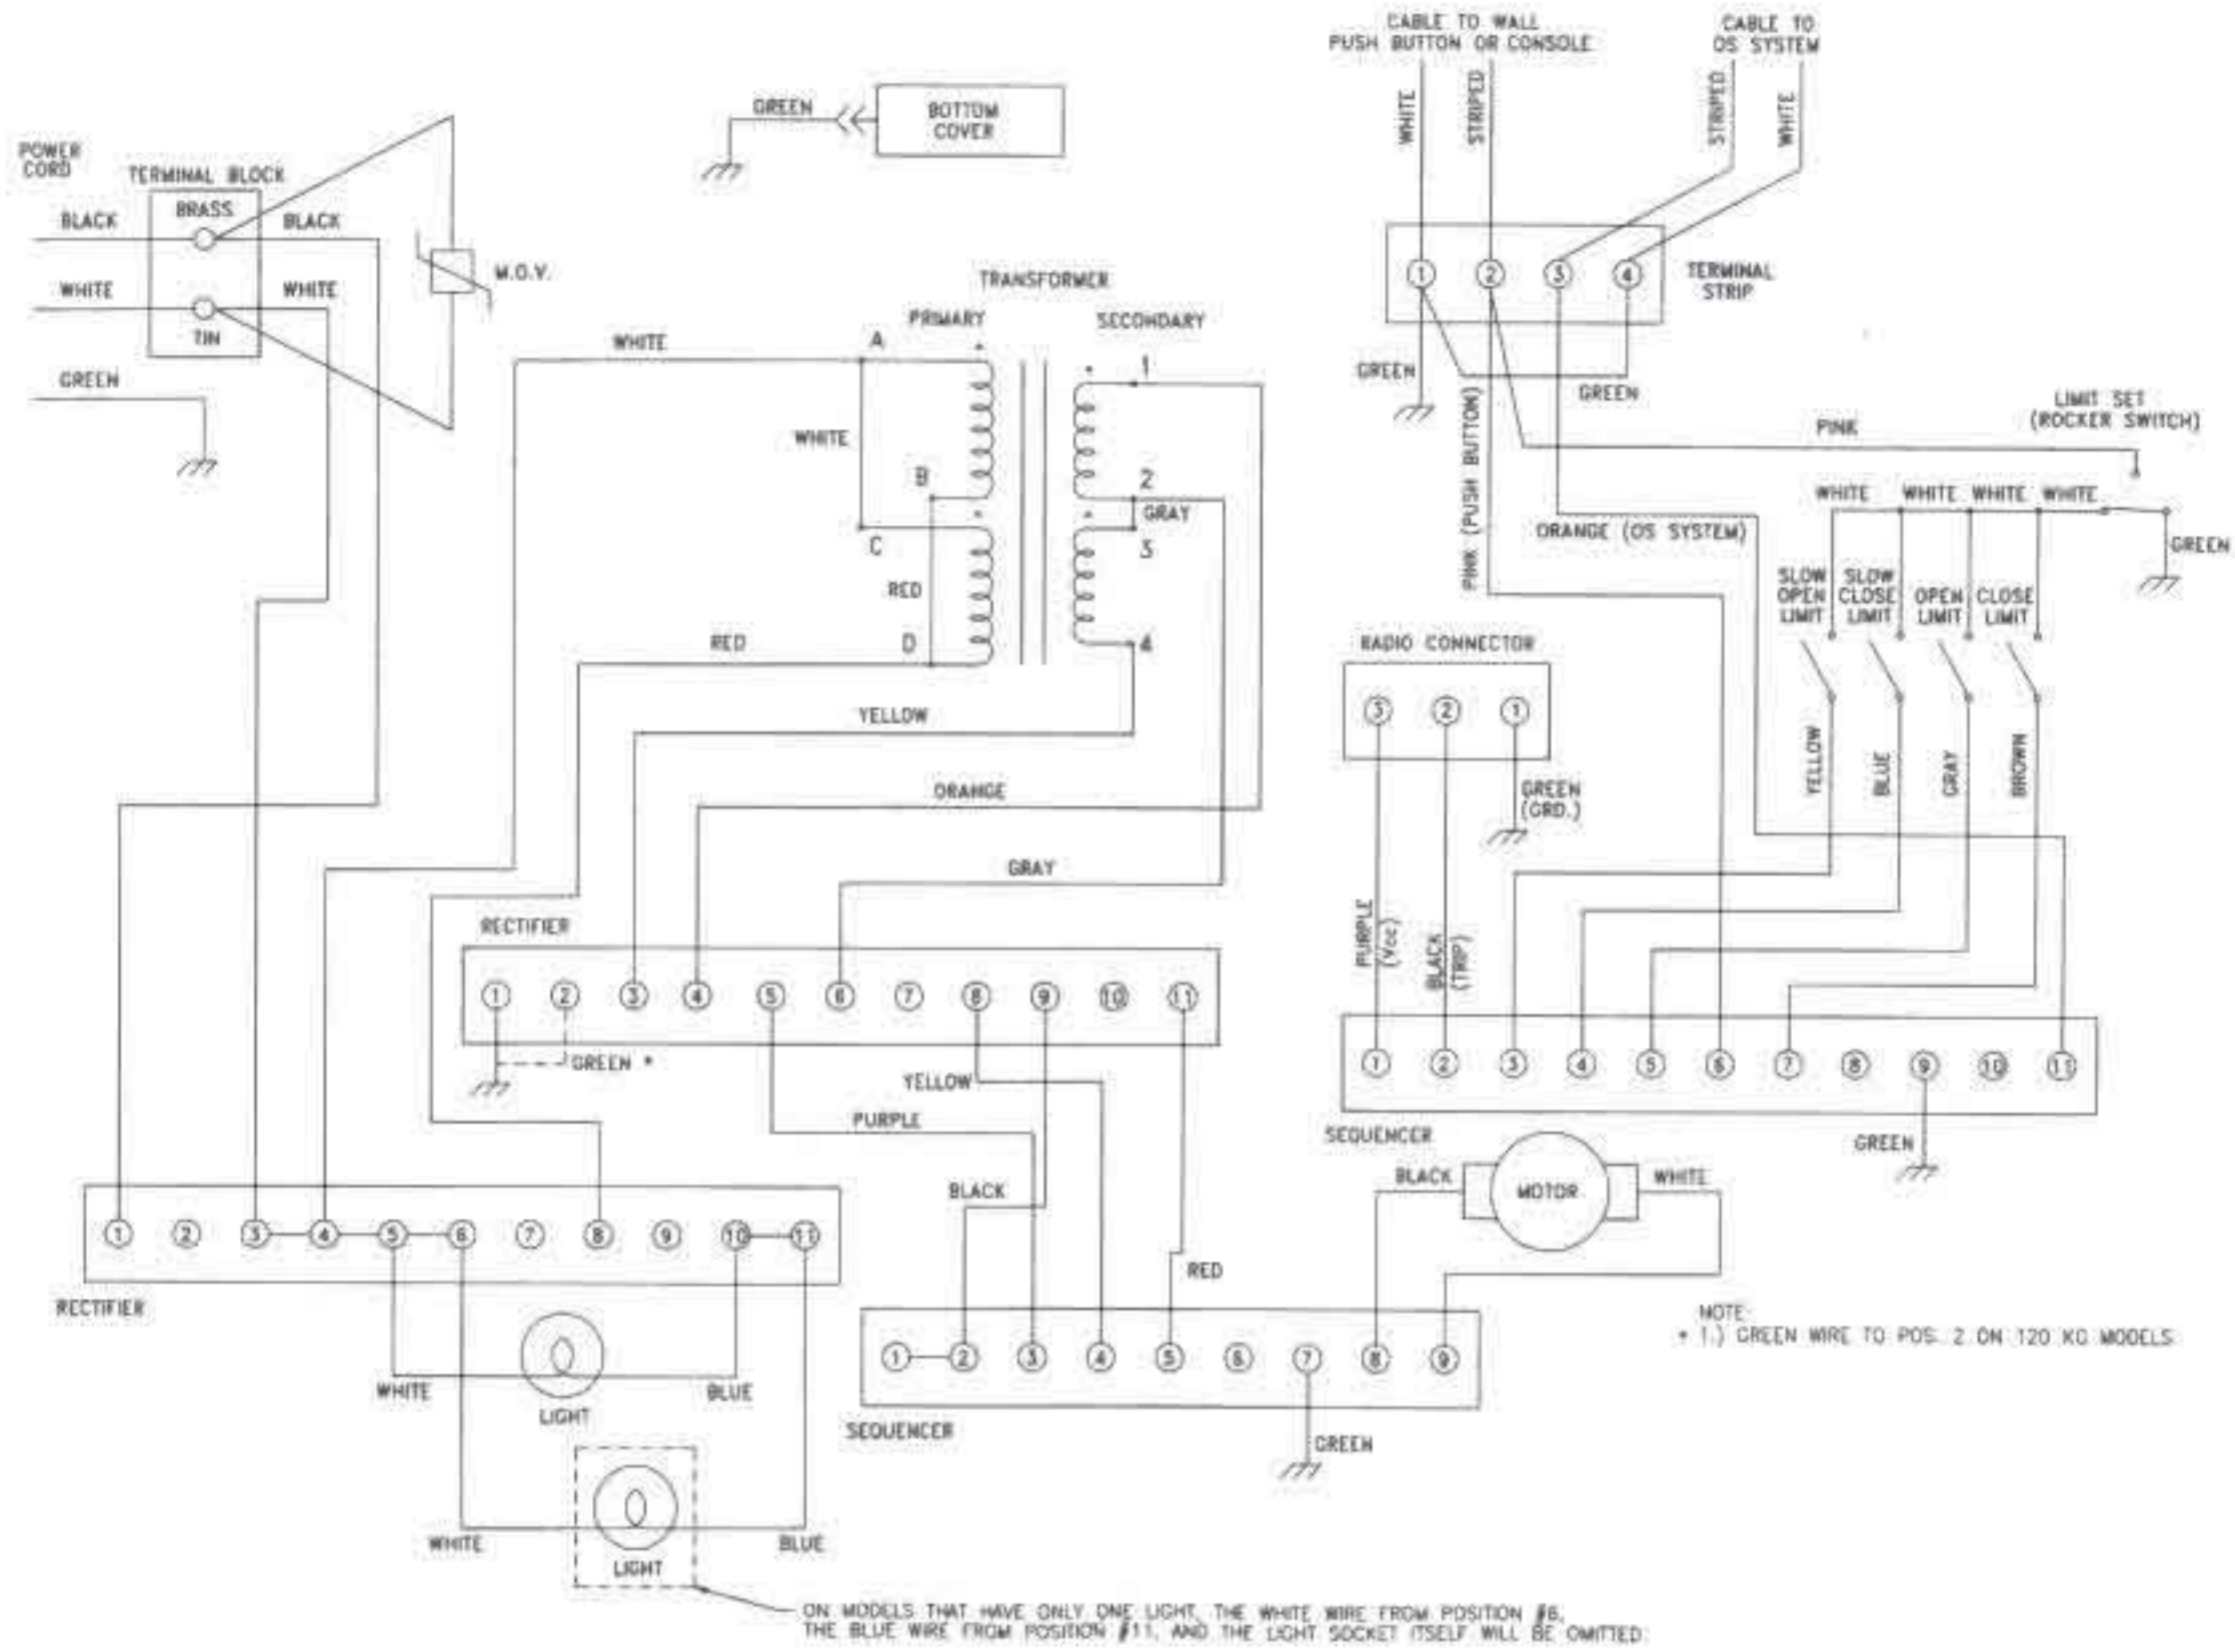 CABLE TO WALL
PUSH BUTTON OR CONSOLE
CABLE TO
OS SYSTEM
WHITE
STRIPED
STRIPED
WHITE
GREEN
BOTTOM
COVER
POWER
CORD
TERMINAL BLOCK
BRASS
BLACK
BLACK
WHITE
WHITE
TIN
GREEN
M.O.V.
1
2
3
4
TERMINAL
STRIP
GREEN
GREEN
TRANSFORMER
PRIMARY
SECONDARY
WHITE
A
1
WHITE
B
2
GRAY
C
3
RED
RED
D
4
YELLOW
ORANGE
GRAY
PINK (PUSH BUTTON)
PINK
LIMIT SET
(ROCKER SWITCH)
WHITE WHITE WHITE WHITE
ORANGE (OS SYSTEM)
GREEN
SLOW
OPEN
LIMIT
SLOW
CLOSE
LIMIT
OPEN
LIMIT
CLOSE
LIMIT
YELLOW
BLUE
GRAY
BROWN
RADIO CONNECTOR
3 2 1
GREEN
(GRD.)
PURPLE
(Vcc)
BLACK
(TRIP)
RECTIFIER
1 2 3 4 5 6 7 8 9 10 11
GREEN *
YELLOW
PURPLE
BLACK
RED
1 2 3 4 5 6 7 8 9 10 11
SEQUENCER
GREEN
BLACK
MOTOR
WHITE
1 2 3 4 5 6 7 8 9 10 11
RECTIFIER
WHITE
BLUE
LIGHT
WHITE
BLUE
LIGHT
1 2 3 4 5 6 7 8 9
SEQUENCER
GREEN
NOTE:
* 1.) GREEN WIRE TO POS. 2 ON 120 KG MODELS
ON MODELS THAT HAVE ONLY ONE LIGHT, THE WHITE WIRE FROM POSITION #6,
THE BLUE WIRE FROM POSITION #11, AND THE LIGHT SOCKET ITSELF WILL BE OMITTED.